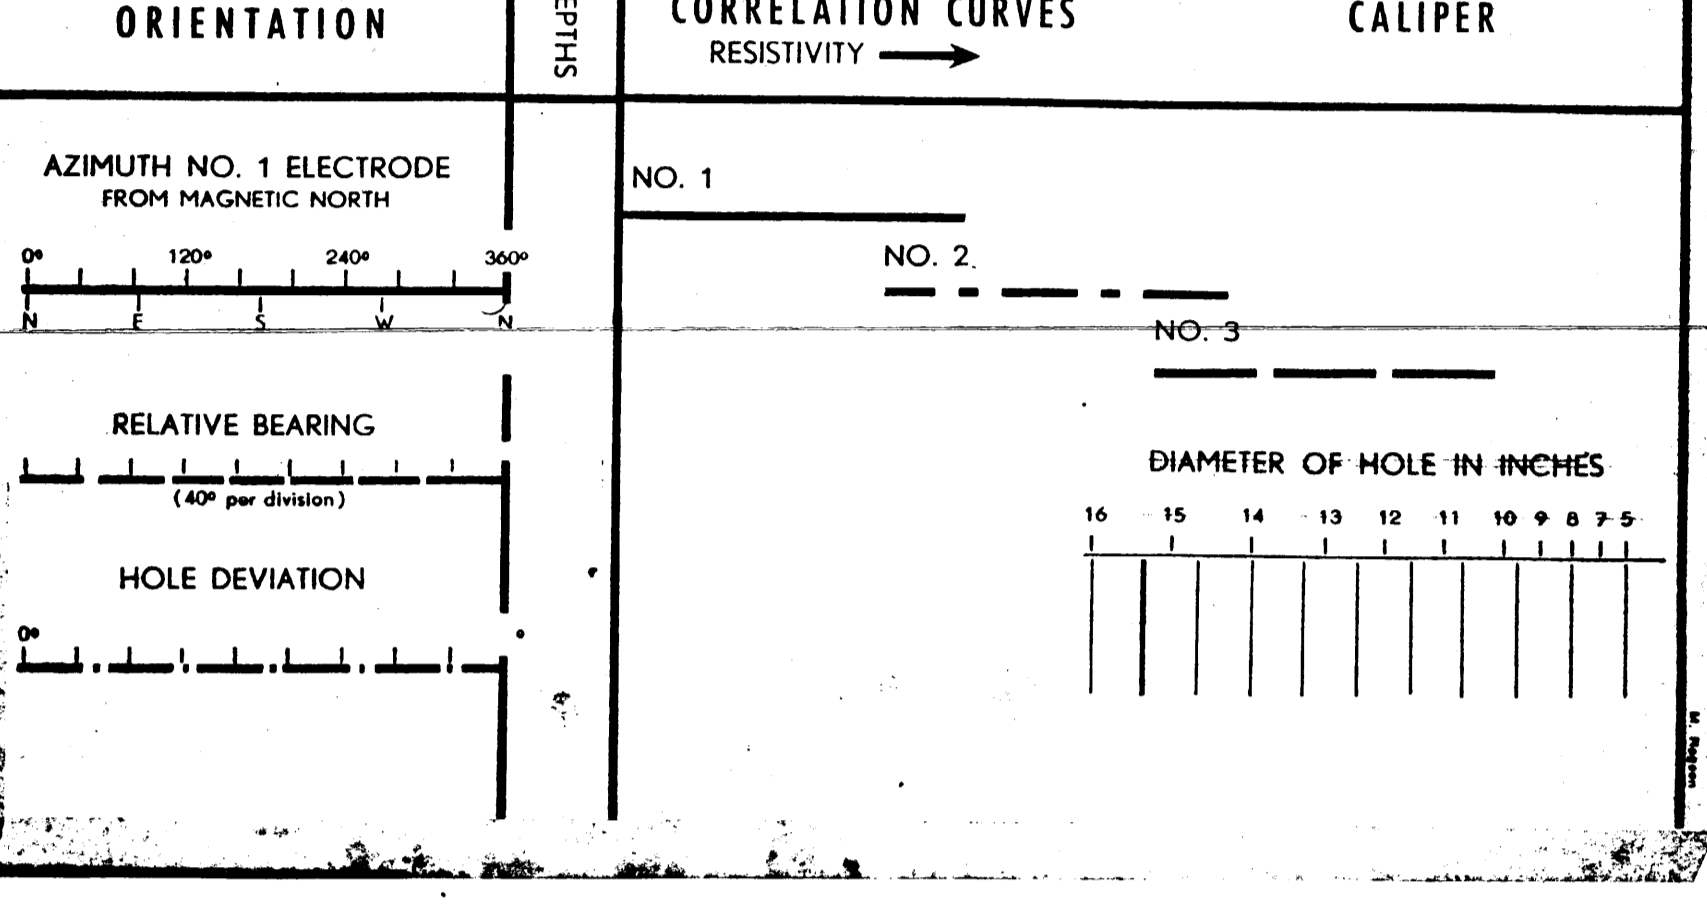 ORIENTATION
EPTHS
CORRELATION CURVES
RESISTIVITY
CALIPER
AZIMUTH NO. 1 ELECTRODE
FROM MAGNETIC NORTH
0° 120° 240° 360°
N E S W N
RELATIVE BEARING
(40° per division)
HOLE DEVIATION
0° °
NO. 1
NO. 2
NO. 3
DIAMETER OF HOLE IN INCHES
16 15 14 13 12 11 10 9 8 7 5